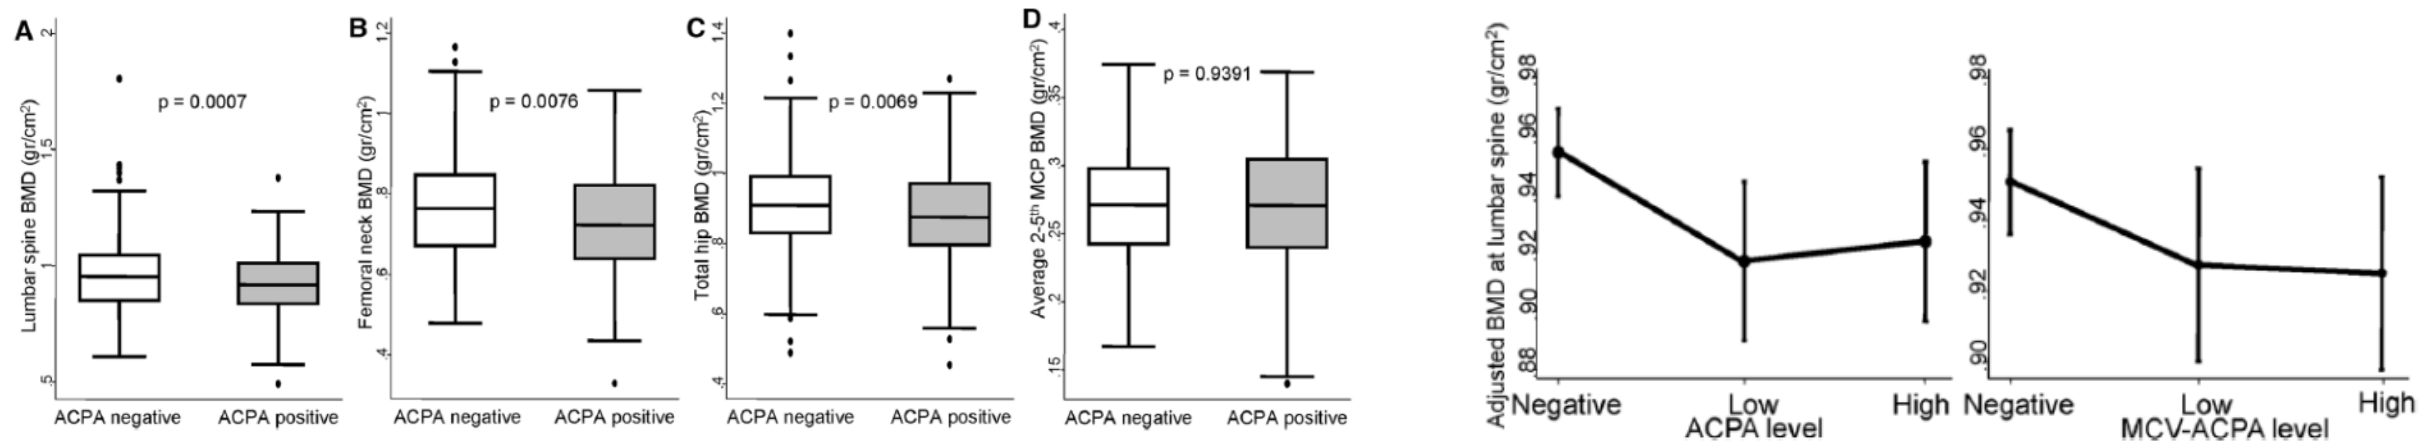 A
Lumbar spine BMD (gr/cm²)
2
1.5
1
.5
p = 0.0007
ACPA negative
ACPA positive
B
Femoral neck BMD (gr/cm²)
1.2
1
.8
.6
.4
p = 0.0076
ACPA negative
ACPA positive
C
Total hip BMD (gr/cm²)
1.4
1.2
1
.8
.6
.4
p = 0.0069
ACPA negative
ACPA positive
D
Average 2-5th MCP BMD (gr/cm²)
.4
.35
.3
.25
.2
.15
p = 0.9391
ACPA negative
ACPA positive
Adjusted BMD at lumbar spine (gr/cm²)
.98
.96
.94
.92
.90
.88
Negative
Low
High
ACPA level
.98
.96
.94
.92
.90
Negative
Low
High
MCV-ACPA level